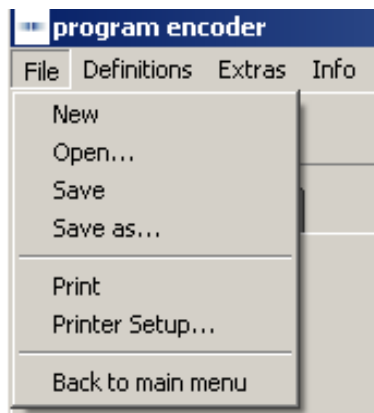 program encoder
File Definitions Extras Info
New
Open...
Save
Save as...
Print
Printer Setup...
Back to main menu